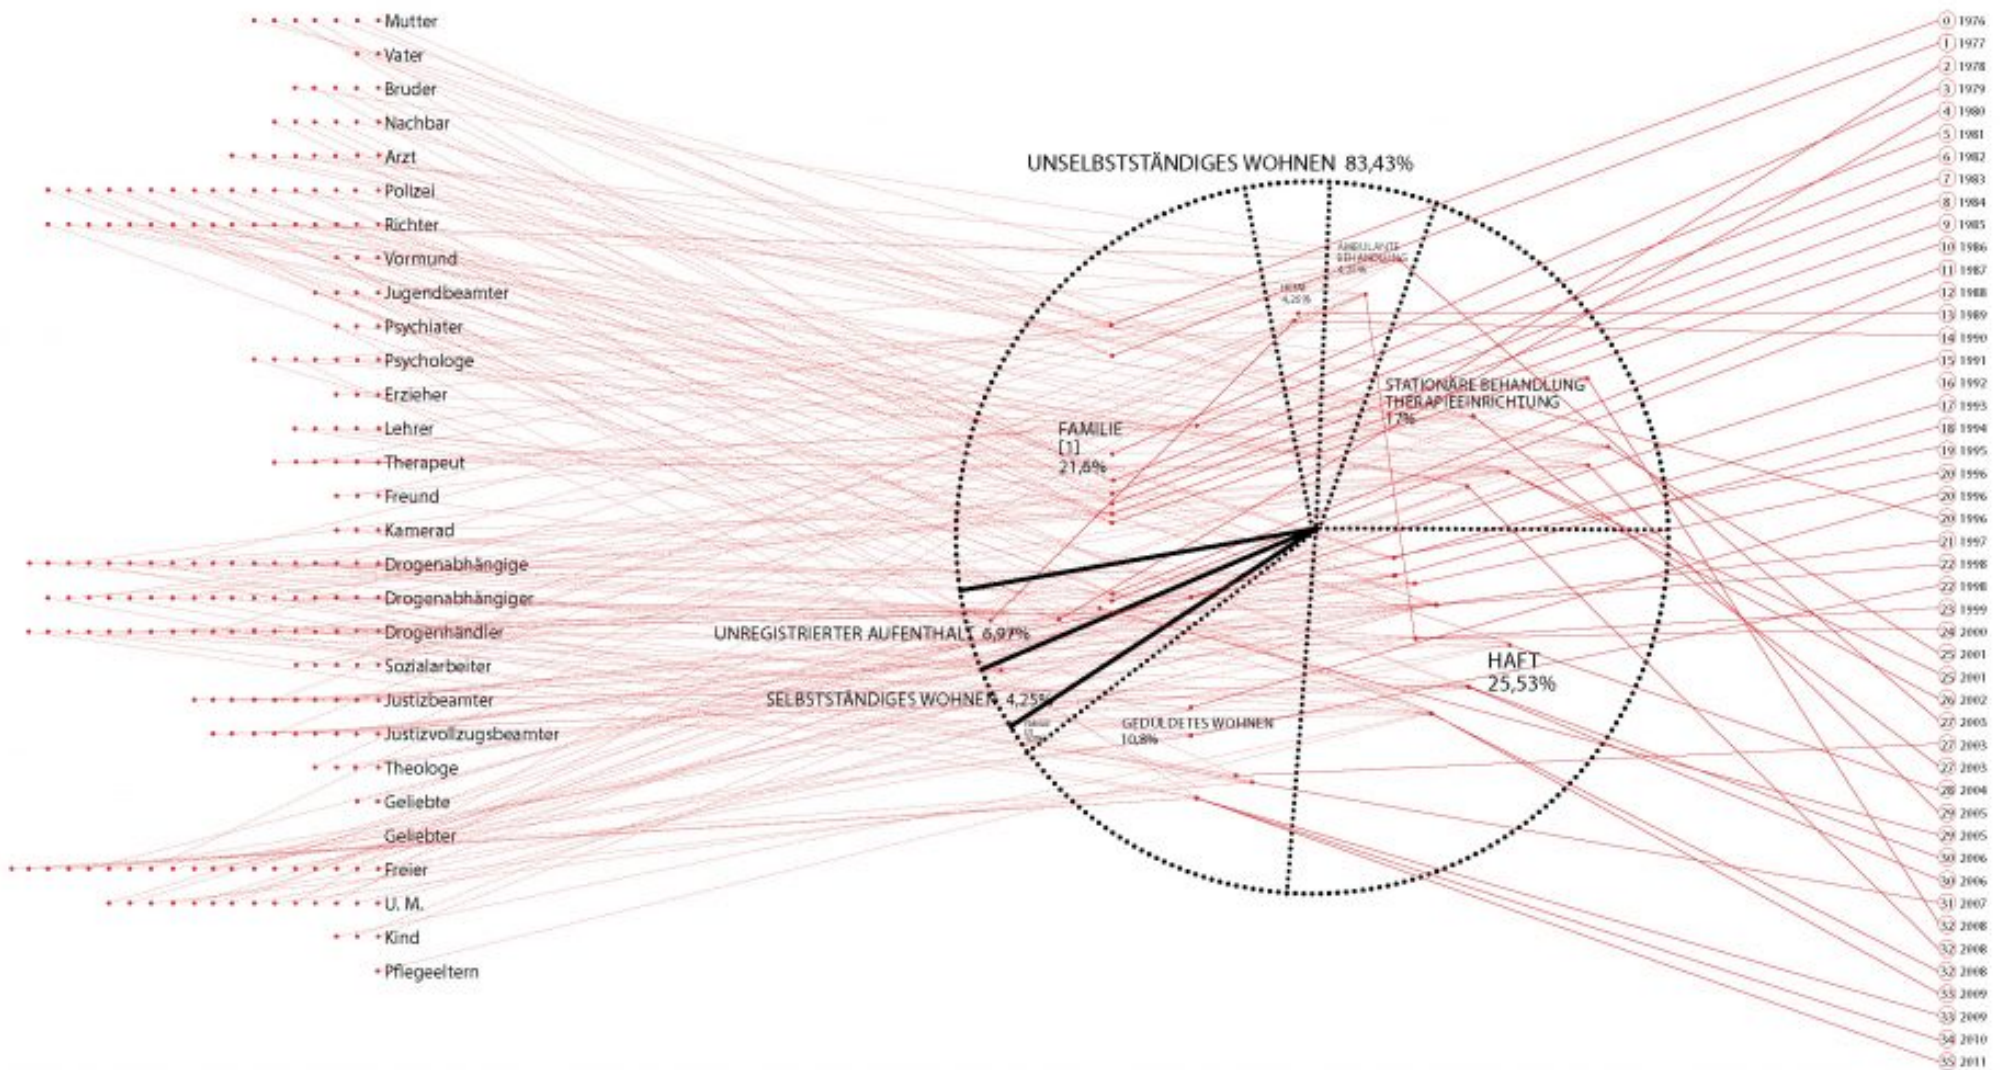 Mutter
Vater
Bruder
Nachbar
Arzt
Polizei
Richter
Vormund
Jugendbeamter
Psychiater
Psychologe
Erzieher
Lehrer
Therapeut
Freund
Kamerad
Drogenabhängige
Drogenabhängiger
Drogenhändler
Sozialarbeiter
Justizbeamter
Justizvollzugsbeamter
Theologe
Geliebte
Geliebter
Freier
U. M.
Kind
Pflegeeltern
UNSELBSTSTÄNDIGES WOHNEN 83,43%
AMBULANTE
BEHANDLUNG
HEIM
4,25%
STATIONÄRE BEHANDLUNG
THERAPIEEINRICHTUNG
17%
FAMILIE
[1]
21,6%
UNREGISTRIERTER AUFENTHALT 6,97%
SELBSTSTÄNDIGES WOHNEN 4,25%
GEDULDETES WOHNEN
10,8%
HAFT
25,53%
0 1976
1 1977
2 1978
3 1979
4 1980
5 1981
6 1982
7 1983
8 1984
9 1985
10 1986
11 1987
12 1988
13 1989
14 1990
15 1991
16 1992
17 1993
18 1994
19 1995
20 1996
20 1996
20 1996
21 1997
22 1998
22 1998
23 1999
24 2000
25 2001
25 2001
26 2002
27 2003
27 2003
27 2003
28 2004
29 2005
29 2005
30 2006
30 2006
31 2007
32 2008
32 2008
32 2008
33 2009
33 2009
34 2010
35 2011